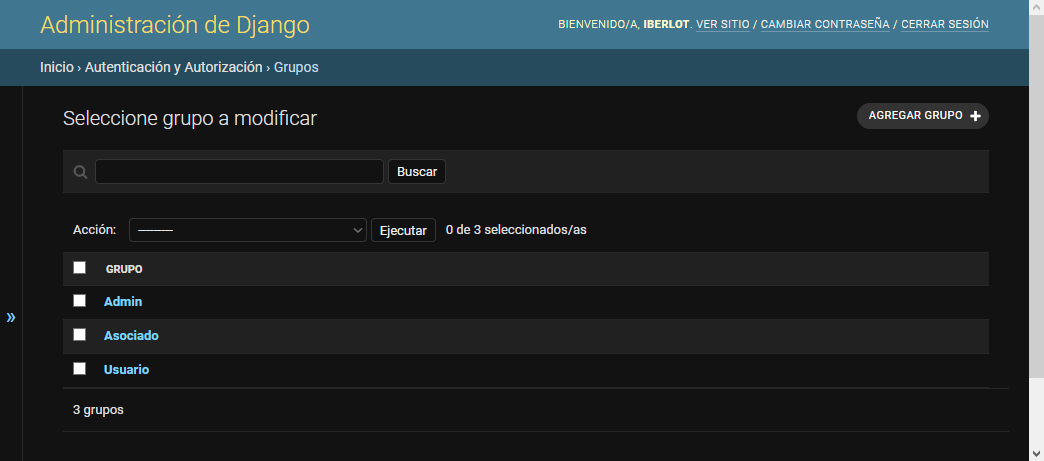 Administración de Django
BIENVENIDO/A, IBERLOT. VER SITIO / CAMBIAR CONTRASEÑA / CERRAR SESIÓN
Inicio › Autenticación y Autorización › Grupos
Seleccione grupo a modificar
AGREGAR GRUPO +
Buscar
Acción: --------- Ejecutar 0 de 3 seleccionados/as
GRUPO
Admin
»
Asociado
Usuario
3 grupos